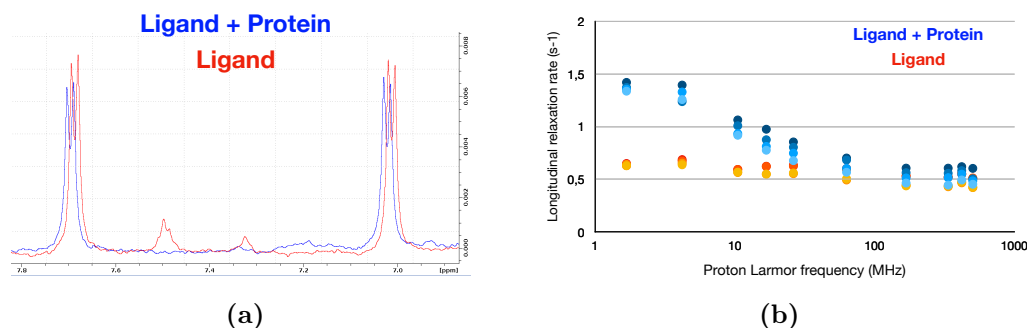 Ligand + Protein
Ligand
0.008
0.006
0.004
0.002
0.000
7.8
7.6
7.4
7.2
7.0
[ppm]
(a)
Longitudinal relaxation rate (s-1)
2
1,5
1
0,5
0
Ligand + Protein
Ligand
1
10
100
1000
Proton Larmor frequency (MHz)
(b)